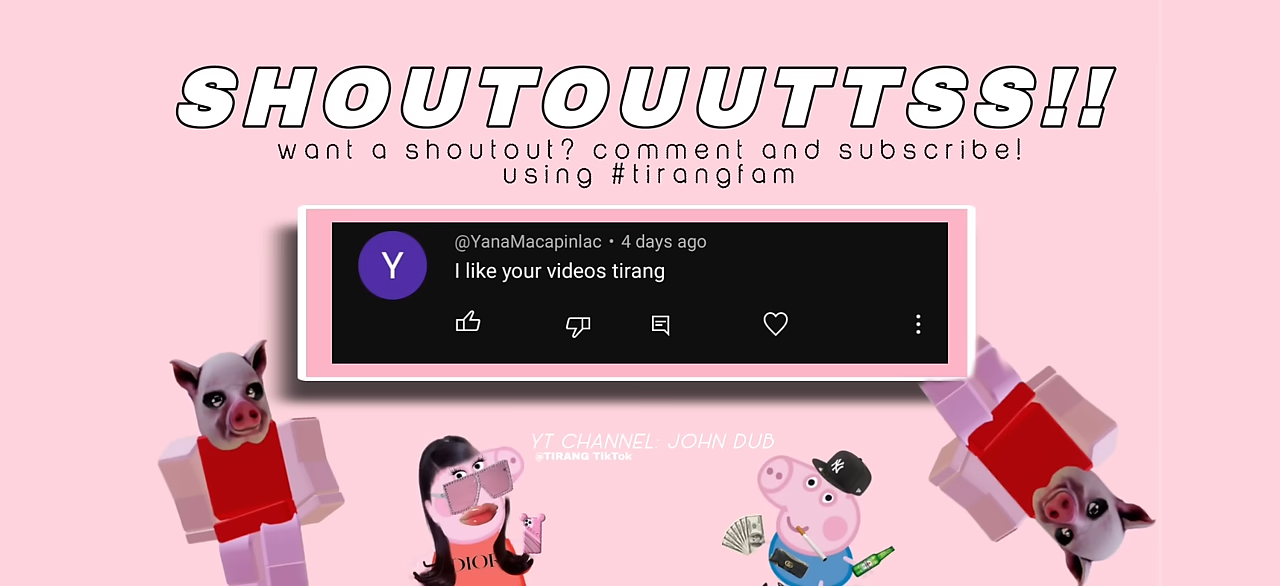 SHOUTOUUTTSS!!
want a shoutout? comment and subscribe!
using #tirangfam
Y
@YanaMacapinlac • 4 days ago
I like your videos tirang
YT CHANNEL: JOHN DUB
@TIRANG TikTok
DIOR